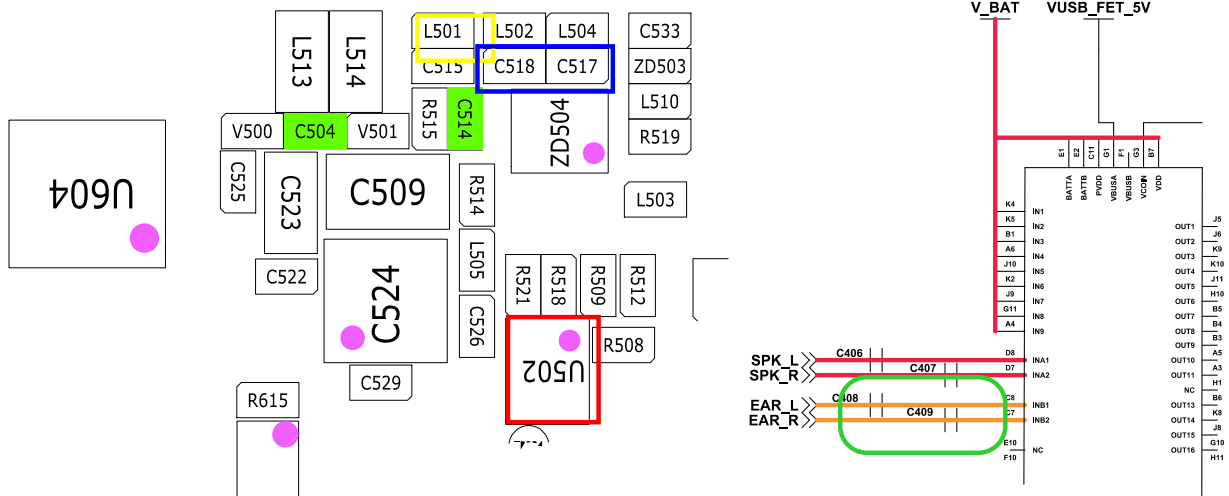 L501
L502
L504
C533
L513
L514
C515
C518
C517
ZD503
R515
C514
ZD504
L510
R519
V500
C504
V501
U604
C525
C523
C509
R514
L503
C522
C524
L505
R521
R518
R509
R512
C526
U502
R508
C529
R615
V_BAT VUSB_FET_5V
E1
E2
C11
G1
F1
G3
B7
BATTA
BATTB
PVDD
VBUSA
VBUSB
VCOIN
VDD
K4 IN1
K5 IN2
B1 IN3
A6 IN4
J10 IN5
K2 IN6
J9 IN7
G11 IN8
A4 IN9
SPK_L C406 D8 INA1
SPK_R C407 D7 INA2
EAR_L C408 C8 INB1
EAR_R C409 C7 INB2
E10 NC
F10
OUT1 J5
OUT2 J6
OUT3 K9
OUT4 K10
OUT5 J11
OUT6 H10
OUT7 B5
OUT8 B4
OUT9 B3
OUT10 A5
OUT11 A3
NC H1
OUT13 B6
OUT14 K8
OUT15 J8
OUT16 G10
H11